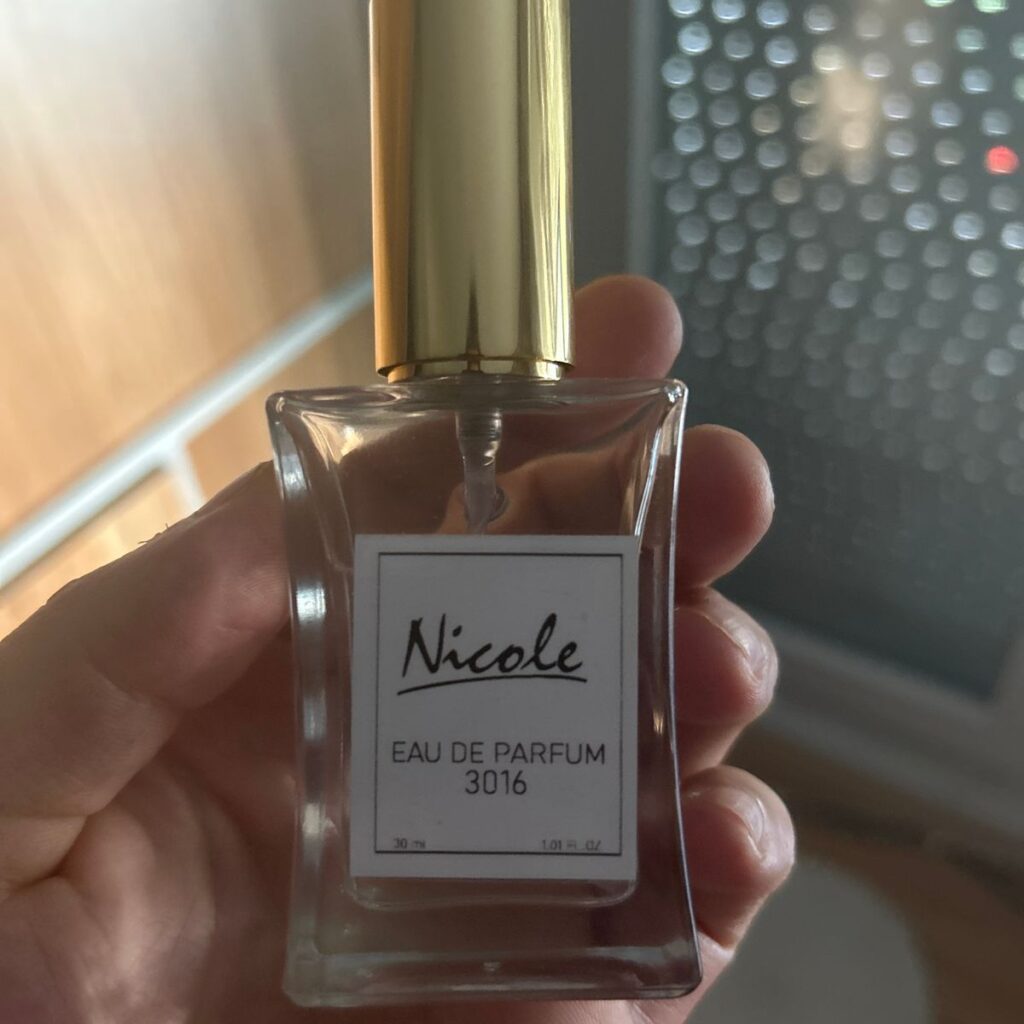 Nicole
EAU DE PARFUM
3016
30 ml 1.01 FL.OZ